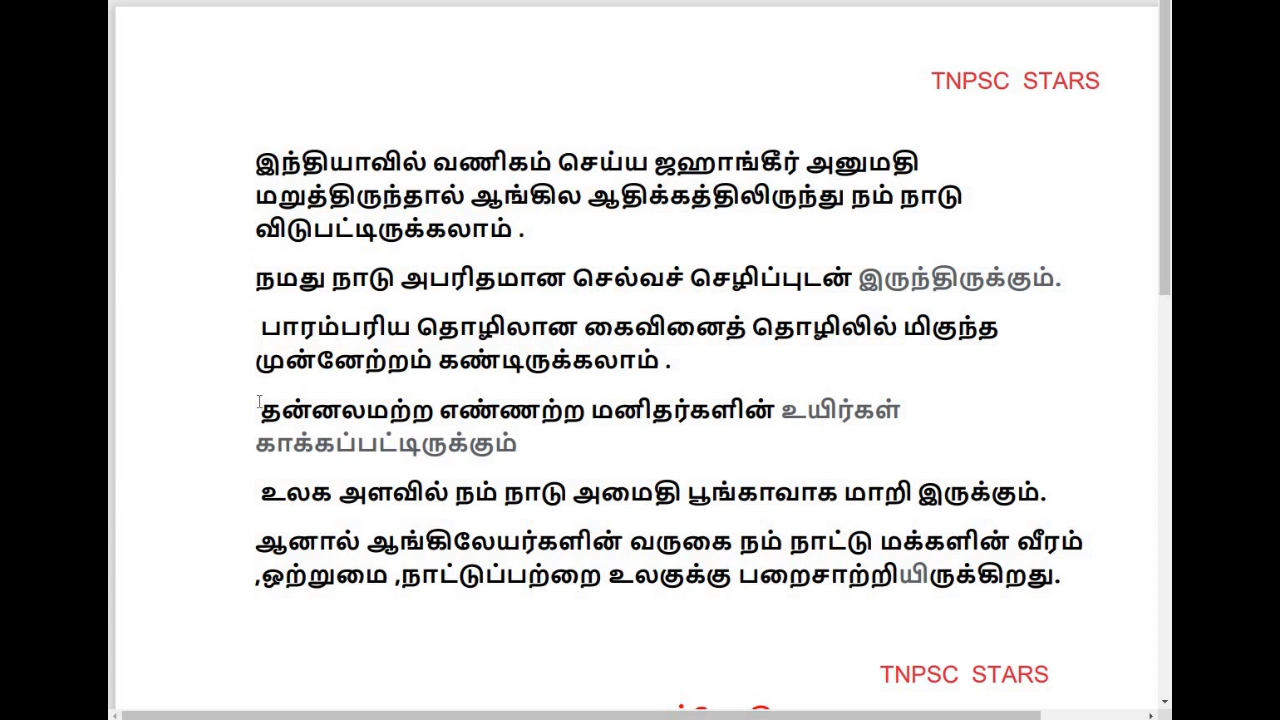 TNPSC STARS
இந்தியாவில் வணிகம் செய்ய ஜஹாங்கீர் அனுமதி
மறுத்திருந்தால் ஆங்கில ஆதிக்கத்திலிருந்து நம் நாடு
விடுபட்டிருக்கலாம் .
நமது நாடு அபரிதமான செல்வச் செழிப்புடன் இருந்திருக்கும்.
பாரம்பரிய தொழிலான கைவினைத் தொழிலில் மிகுந்த
முன்னேற்றம் கண்டிருக்கலாம் .
தன்னலமற்ற எண்ணற்ற மனிதர்களின் உயிர்கள்
காக்கப்பட்டிருக்கும்
உலக அளவில் நம் நாடு அமைதி பூங்காவாக மாறி இருக்கும்.
ஆனால் ஆங்கிலேயர்களின் வருகை நம் நாட்டு மக்களின் வீரம்
,ஒற்றுமை ,நாட்டுப்பற்றை உலகுக்கு பறைசாற்றியிருக்கிறது.
TNPSC STARS